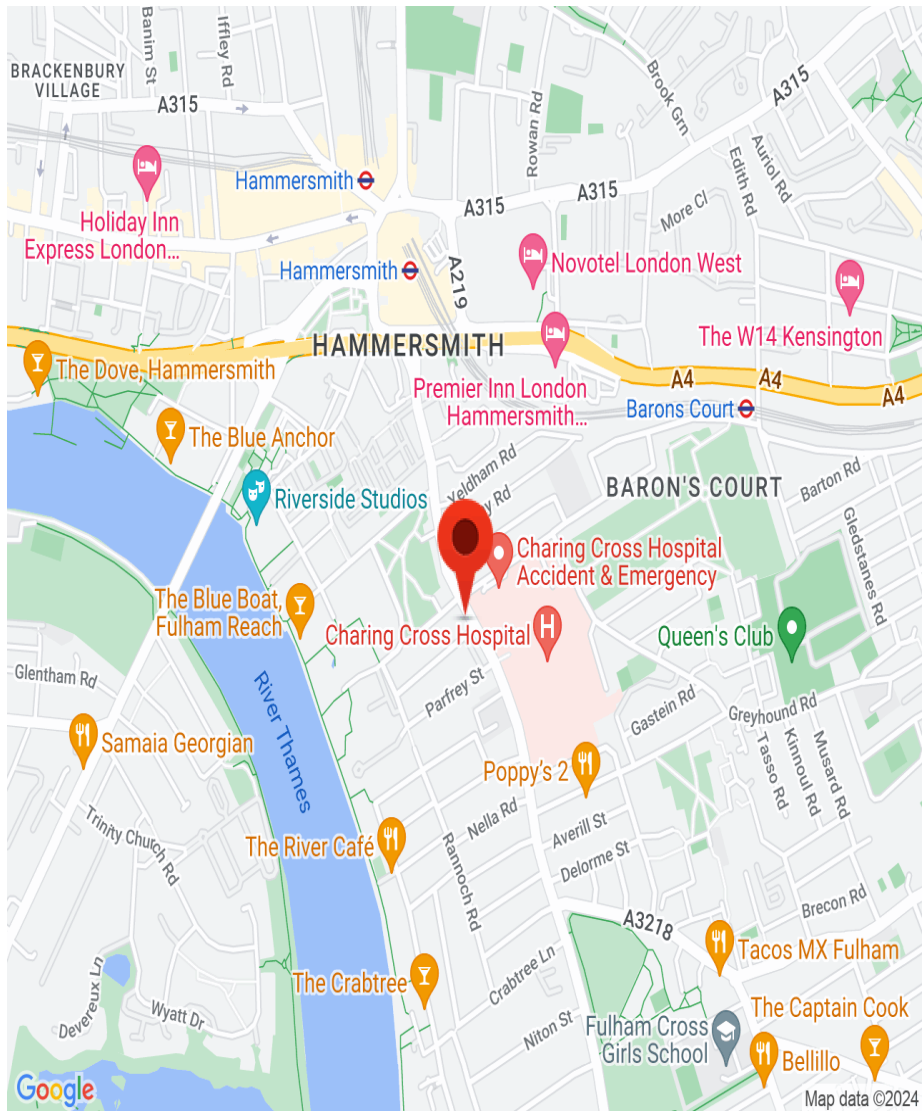 Banim St
Iffley Rd
BRACKENBURY
VILLAGE
A315
Rowan Rd
Brook Grn
A315
Hammersmith
Holiday Inn
Express London...
A315
A315
More Cl
Edith Rd
Auriol Rd
Hammersmith
A219
Novotel London West
The W14 Kensington
HAMMERSMITH
The Dove, Hammersmith
Premier Inn London
Hammersmith...
A4
A4
A4
Barons Court
The Blue Anchor
Yeldham Rd
BARON'S COURT
Barton Rd
Riverside Studios
Rd
Gledstanes Rd
Charing Cross Hospital
Accident & Emergency
The Blue Boat,
Fulham Reach
Charing Cross Hospital
H
Queen's Club
Glentham Rd
River Thames
Parfrey St
Gastein Rd
Greyhound Rd
Samaia Georgian
Poppy's 2
Tasso Rd
Kinnoul Rd
Musard Rd
Trinity Church Rd
The River Café
Nella Rd
Rannoch Rd
Averill St
Delorme St
A3218
Brecon Rd
Tacos MX Fulham
Devereux Ln
Wyatt Dr
The Crabtree
Crabtree Ln
Niton St
Fulham Cross
Girls School
The Captain Cook
Bellillo
Google
Map data ©2024